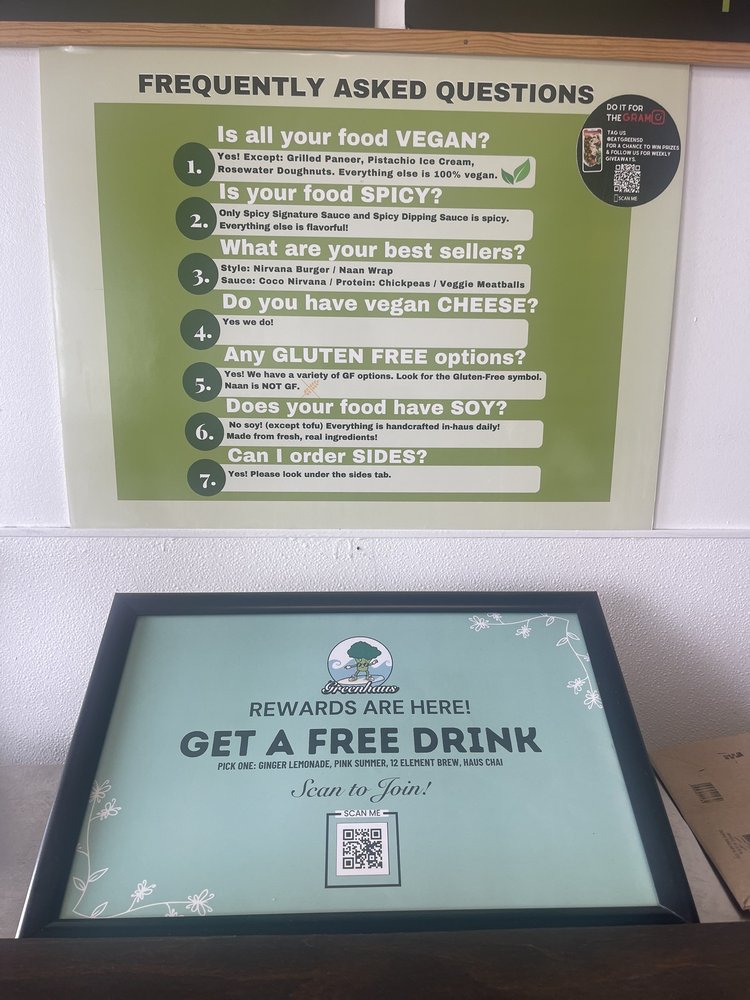 FREQUENTLY ASKED QUESTIONS
DO IT FOR
THE GRAM
TAG US
@EATGREENSD
FOR A CHANCE TO WIN PRIZES
& FOLLOW US FOR WEEKLY
GIVEAWAYS.
SCAN ME
Is all your food VEGAN?
1.
Yes! Except: Grilled Paneer, Pistachio Ice Cream,
Rosewater Doughnuts. Everything else is 100% vegan.
Is your food SPICY?
2.
Only Spicy Signature Sauce and Spicy Dipping Sauce is spicy.
Everything else is flavorful!
What are your best sellers?
3.
Style: Nirvana Burger / Naan Wrap
Sauce: Coco Nirvana / Protein: Chickpeas / Veggie Meatballs
Do you have vegan CHEESE?
4.
Yes we do!
Any GLUTEN FREE options?
5.
Yes! We have a variety of GF options. Look for the Gluten-Free symbol.
Naan is NOT GF.
Does your food have SOY?
6.
No soy! (except tofu) Everything is handcrafted in-haus daily!
Made from fresh, real ingredients!
Can I order SIDES?
7.
Yes! Please look under the sides tab.
Greenhaus
REWARDS ARE HERE!
GET A FREE DRINK
PICK ONE: GINGER LEMONADE, PINK SUMMER, 12 ELEMENT BREW, HAUS CHAI
Scan to Join!
SCAN ME